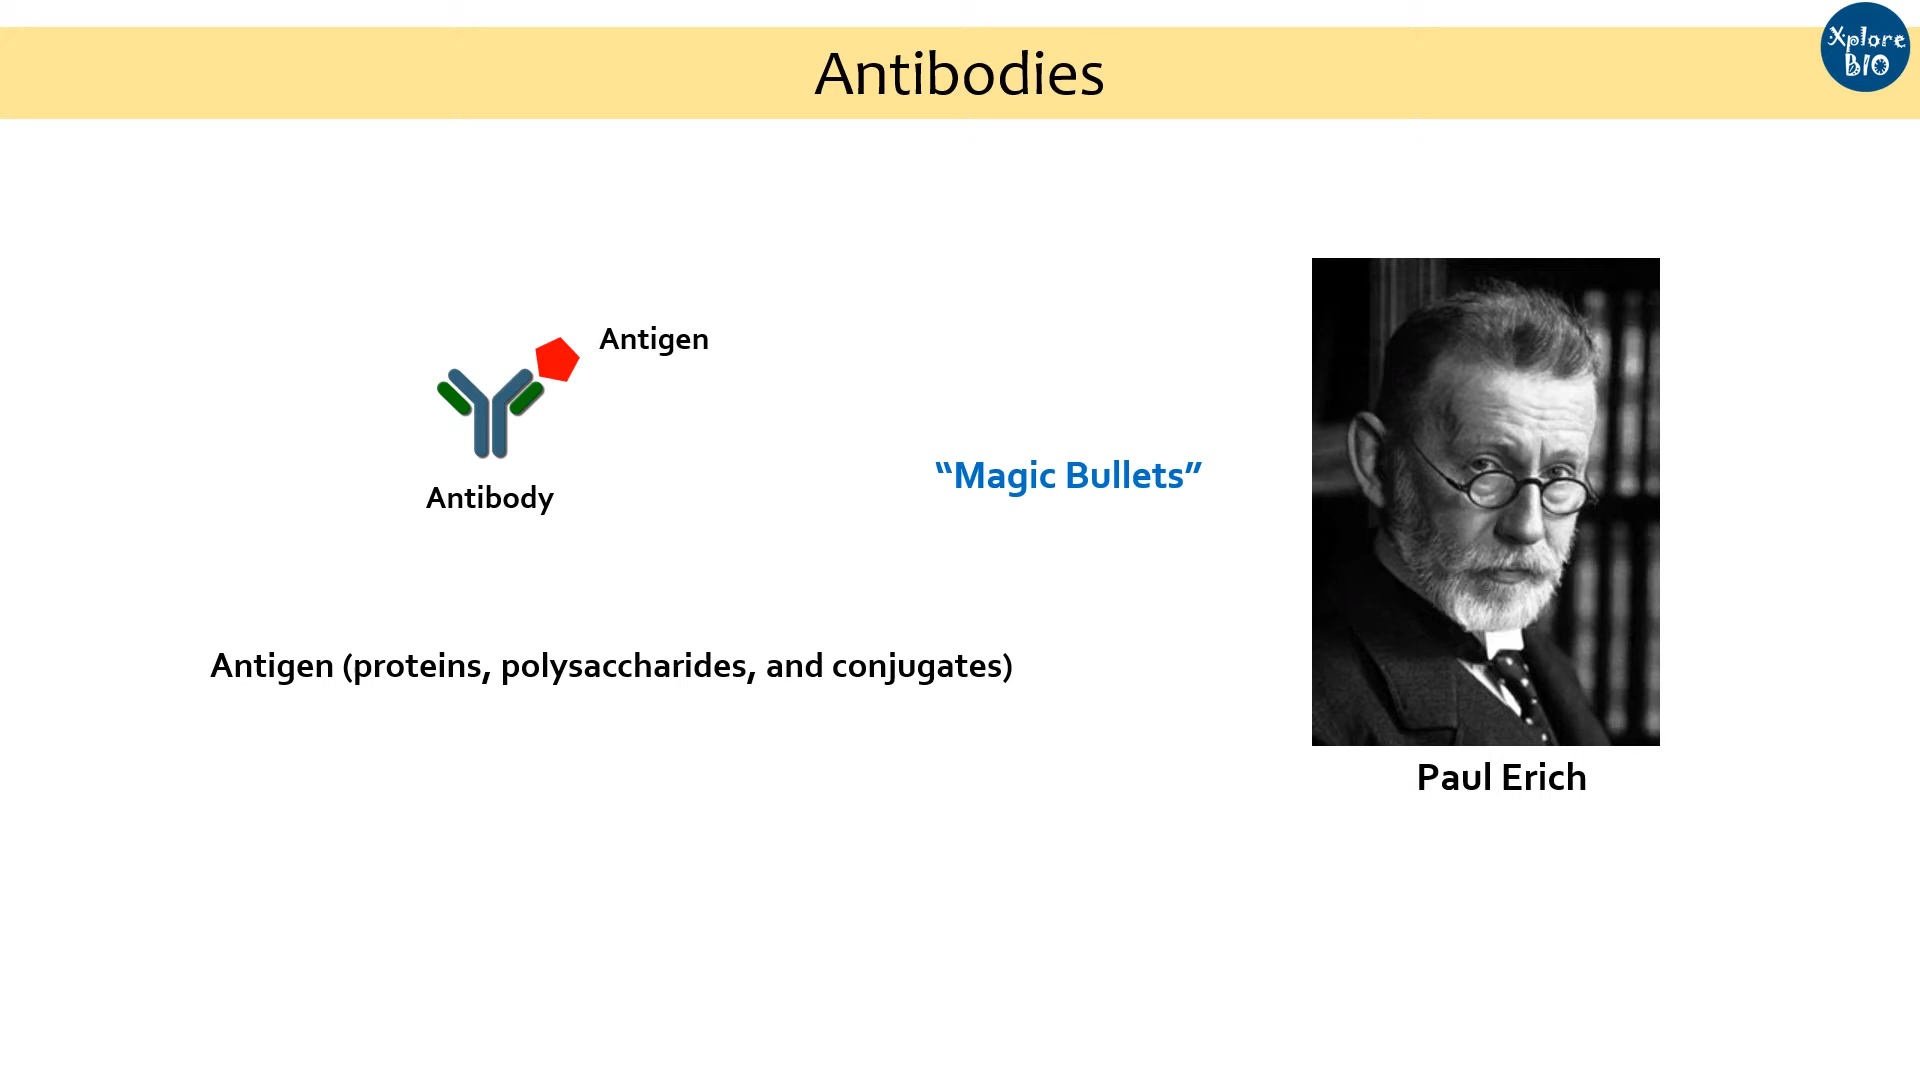 Antibodies
Xplore
BIO
Antigen
Antibody
“Magic Bullets”
Antigen (proteins, polysaccharides, and conjugates)
Paul Erich